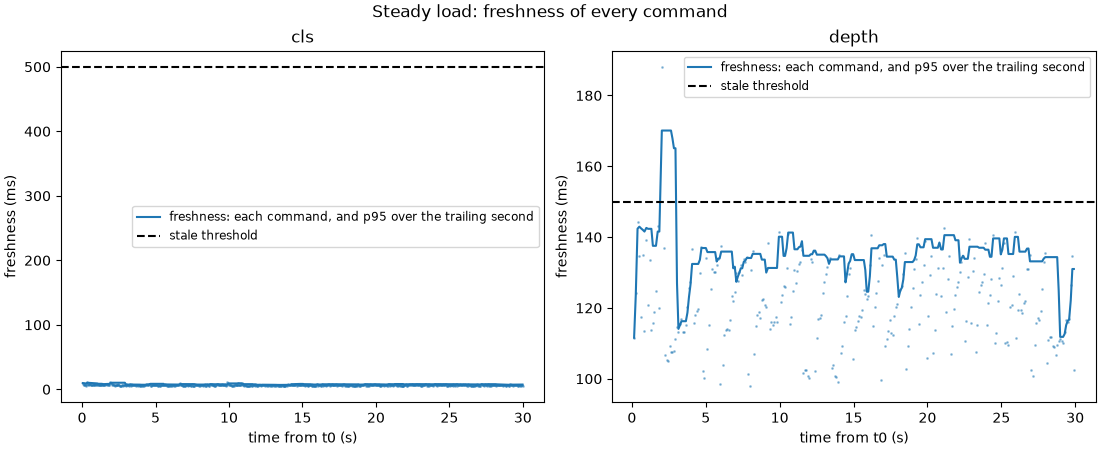 Steady load: freshness of every command
cls
freshness (ms)
500
400
300
200
100
0
freshness: each command, and p95 over the trailing second
stale threshold
0
5
10
15
20
25
30
time from t0 (s)
depth
freshness (ms)
180
160
140
120
100
freshness: each command, and p95 over the trailing second
stale threshold
0
5
10
15
20
25
30
time from t0 (s)